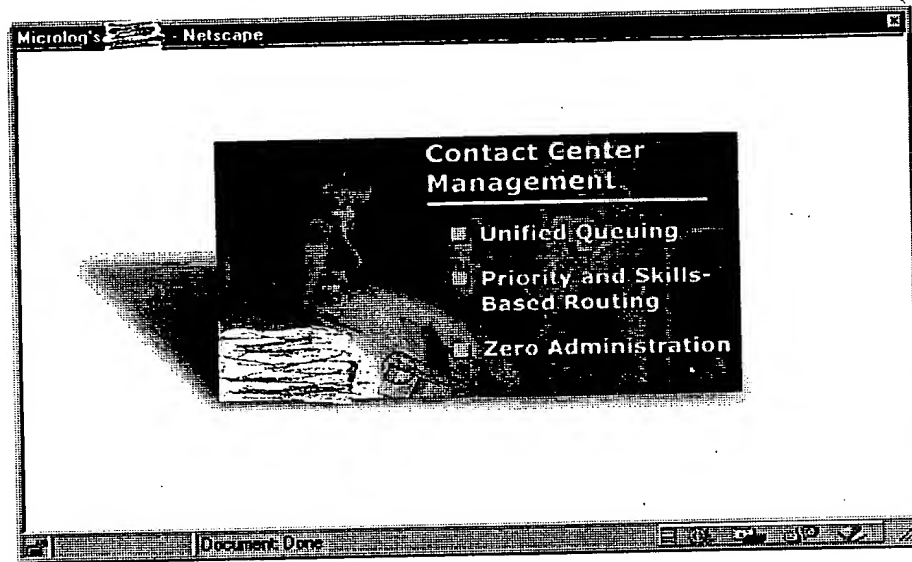 Microlog's - Netscape
Contact Center
Management
Unified Queuing
Priority and Skills-
Based Routing
Zero Administration
Document: Done